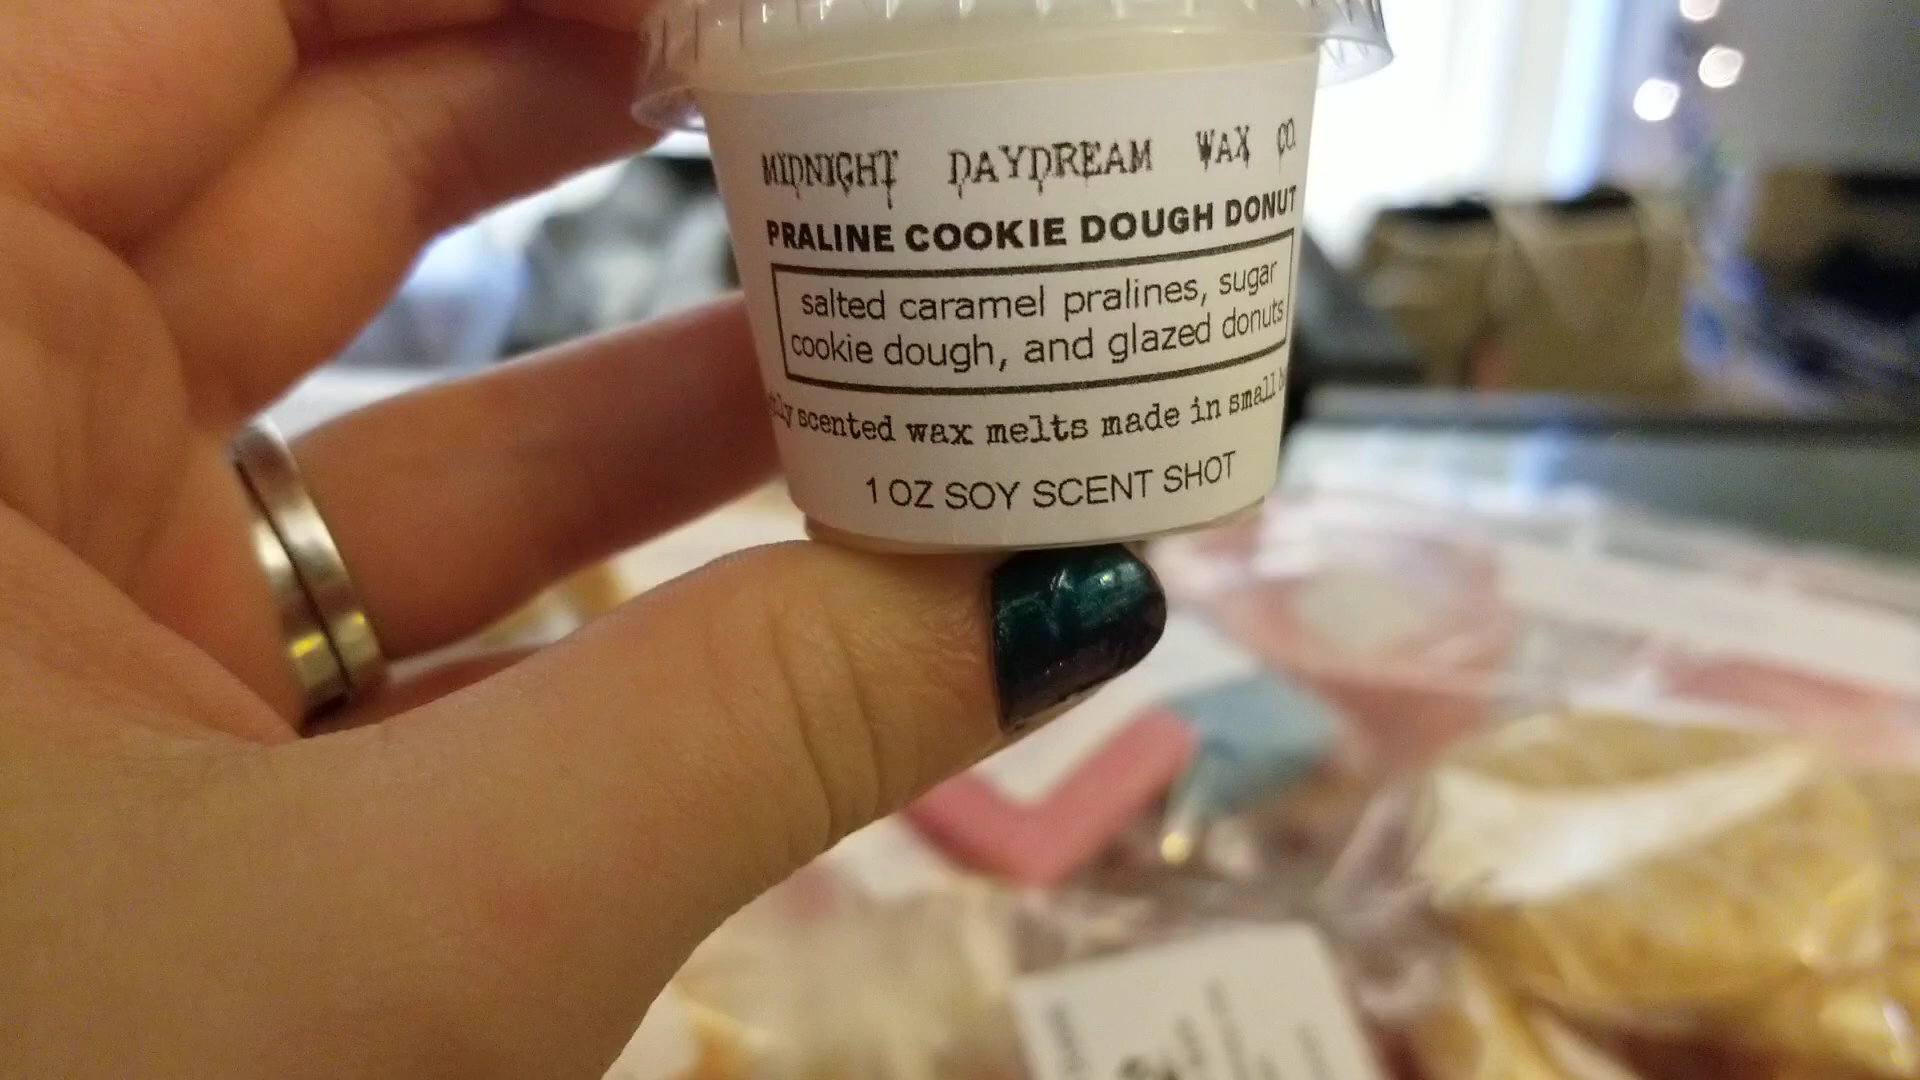 MIDNIGHT DAYDREAM WAX CO.
PRALINE COOKIE DOUGH DONUT
salted caramel pralines, sugar
cookie dough, and glazed donuts
scented wax melts made in small
1 OZ SOY SCENT SHOT